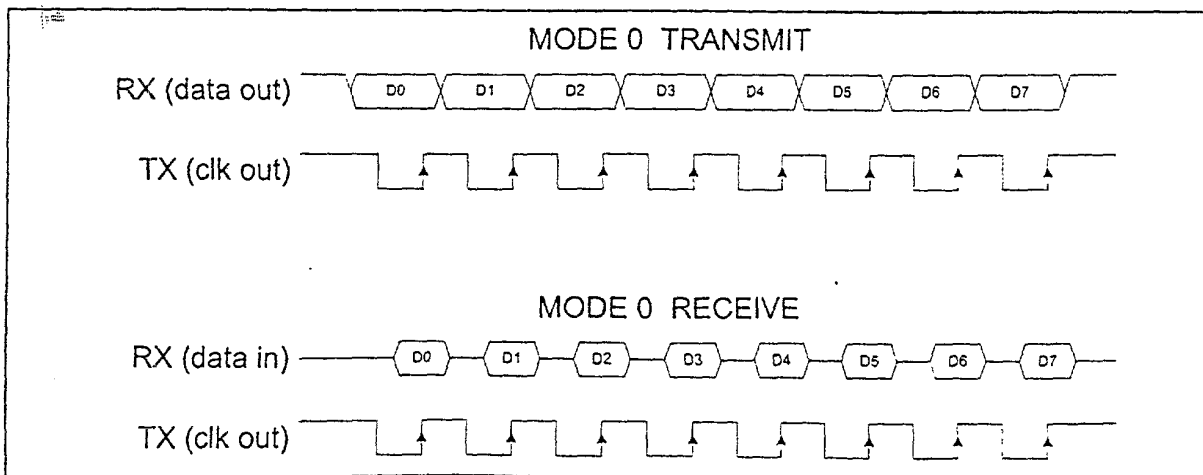 MODE 0 TRANSMIT
RX (data out) D0 D1 D2 D3 D4 D5 D6 D7
TX (clk out)
MODE 0 RECEIVE
RX (data in) D0 D1 D2 D3 D4 D5 D6 D7
TX (clk out)